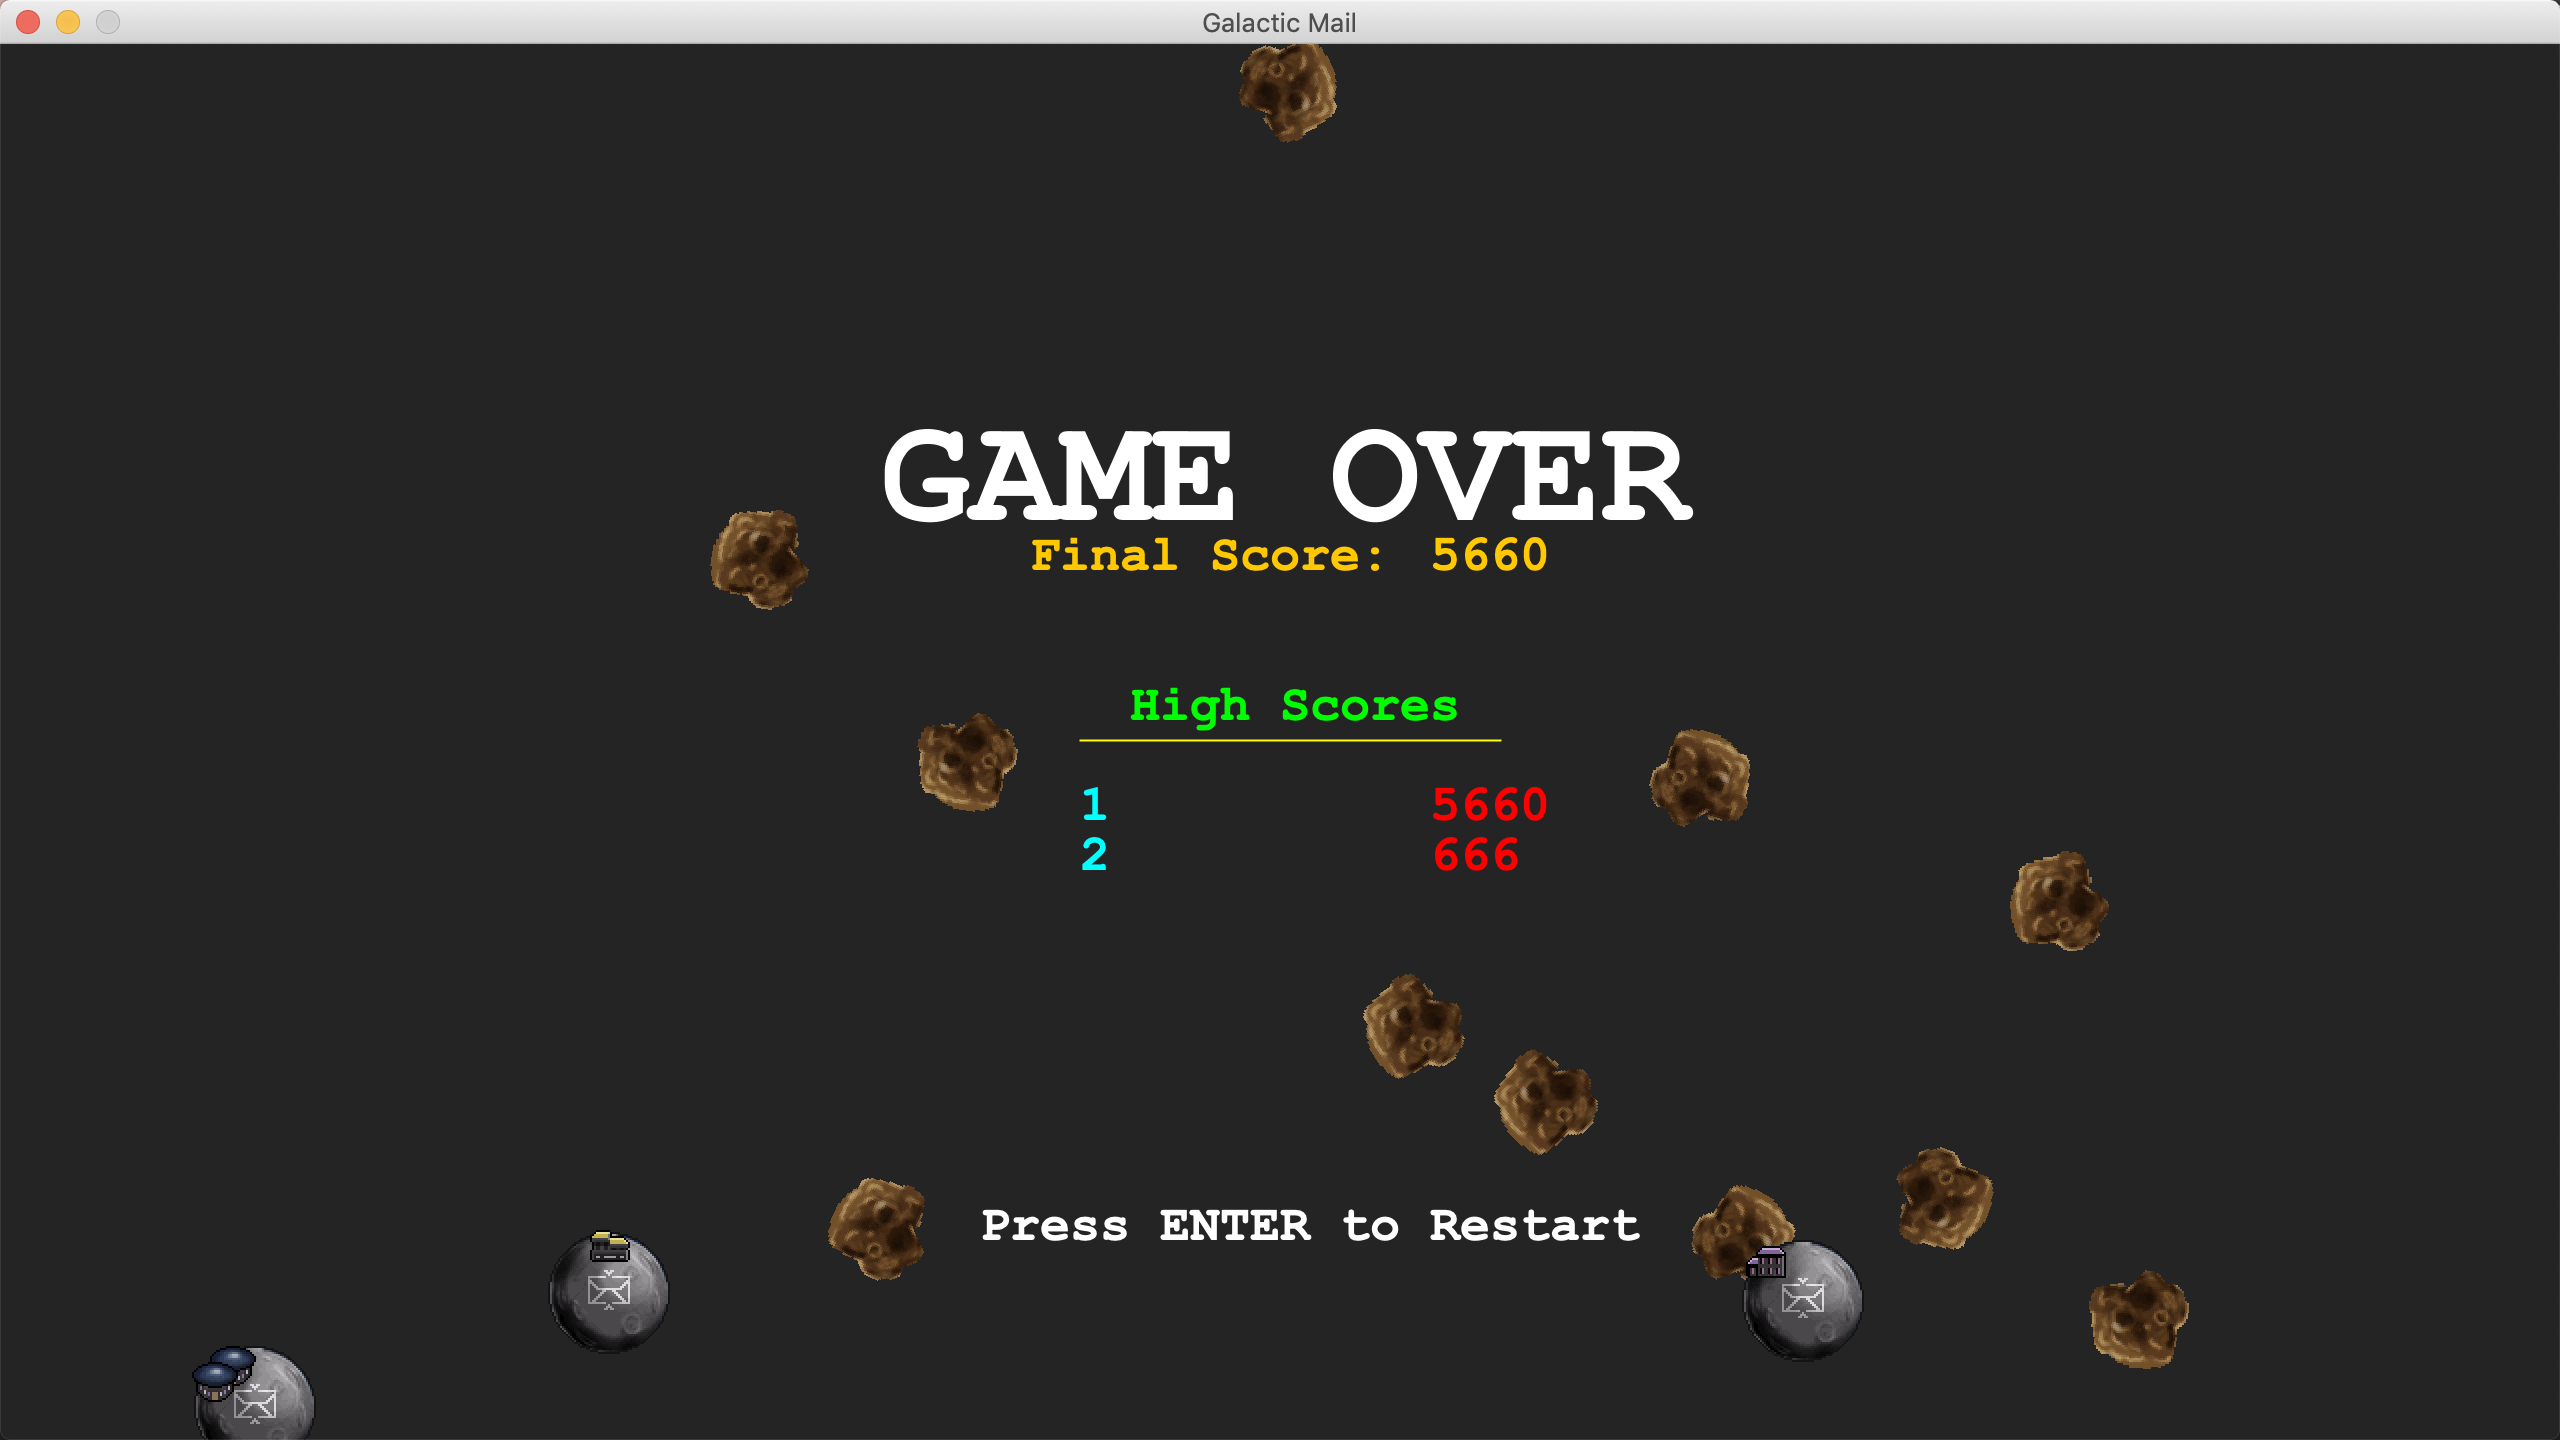 Galactic Mail
GAME OVER
Final Score: 5660
High Scores
1 5660
2 666
Press ENTER to Restart